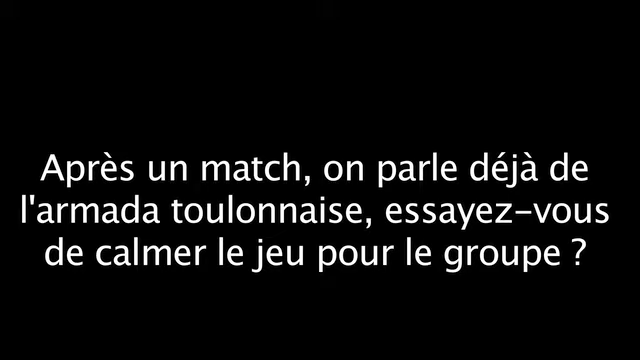 Après un match, on parle déjà de
l'armada toulonnaise, essayez-vous
de calmer le jeu pour le groupe ?